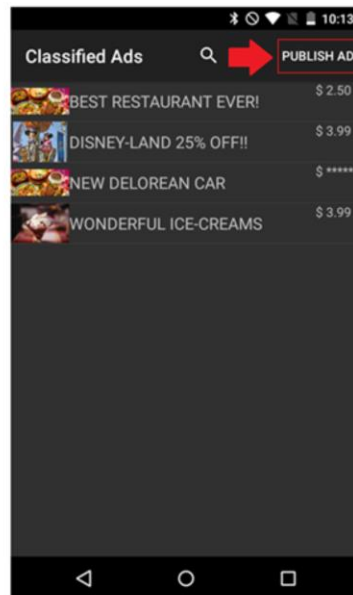 10:13
Classified Ads
PUBLISH AD
BEST RESTAURANT EVER!
$ 2.50
DISNEY-LAND 25% OFF!!
$ 3.99
NEW DELOREAN CAR
$ *****
WONDERFUL ICE-CREAMS
$ 3.99